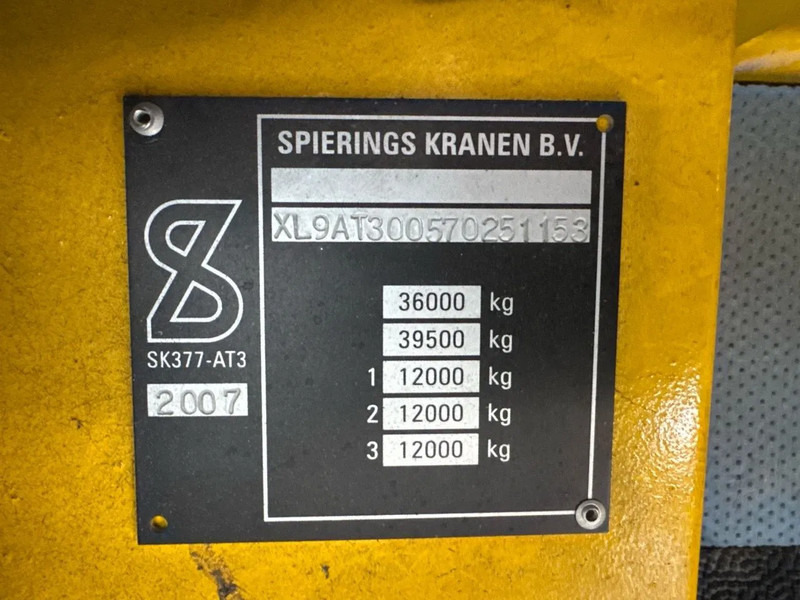 SPIERINGS KRANEN B.V.
XL9AT300570251153
36000 kg
39500 kg
1 12000 kg
2 12000 kg
3 12000 kg
SK377-AT3
2007